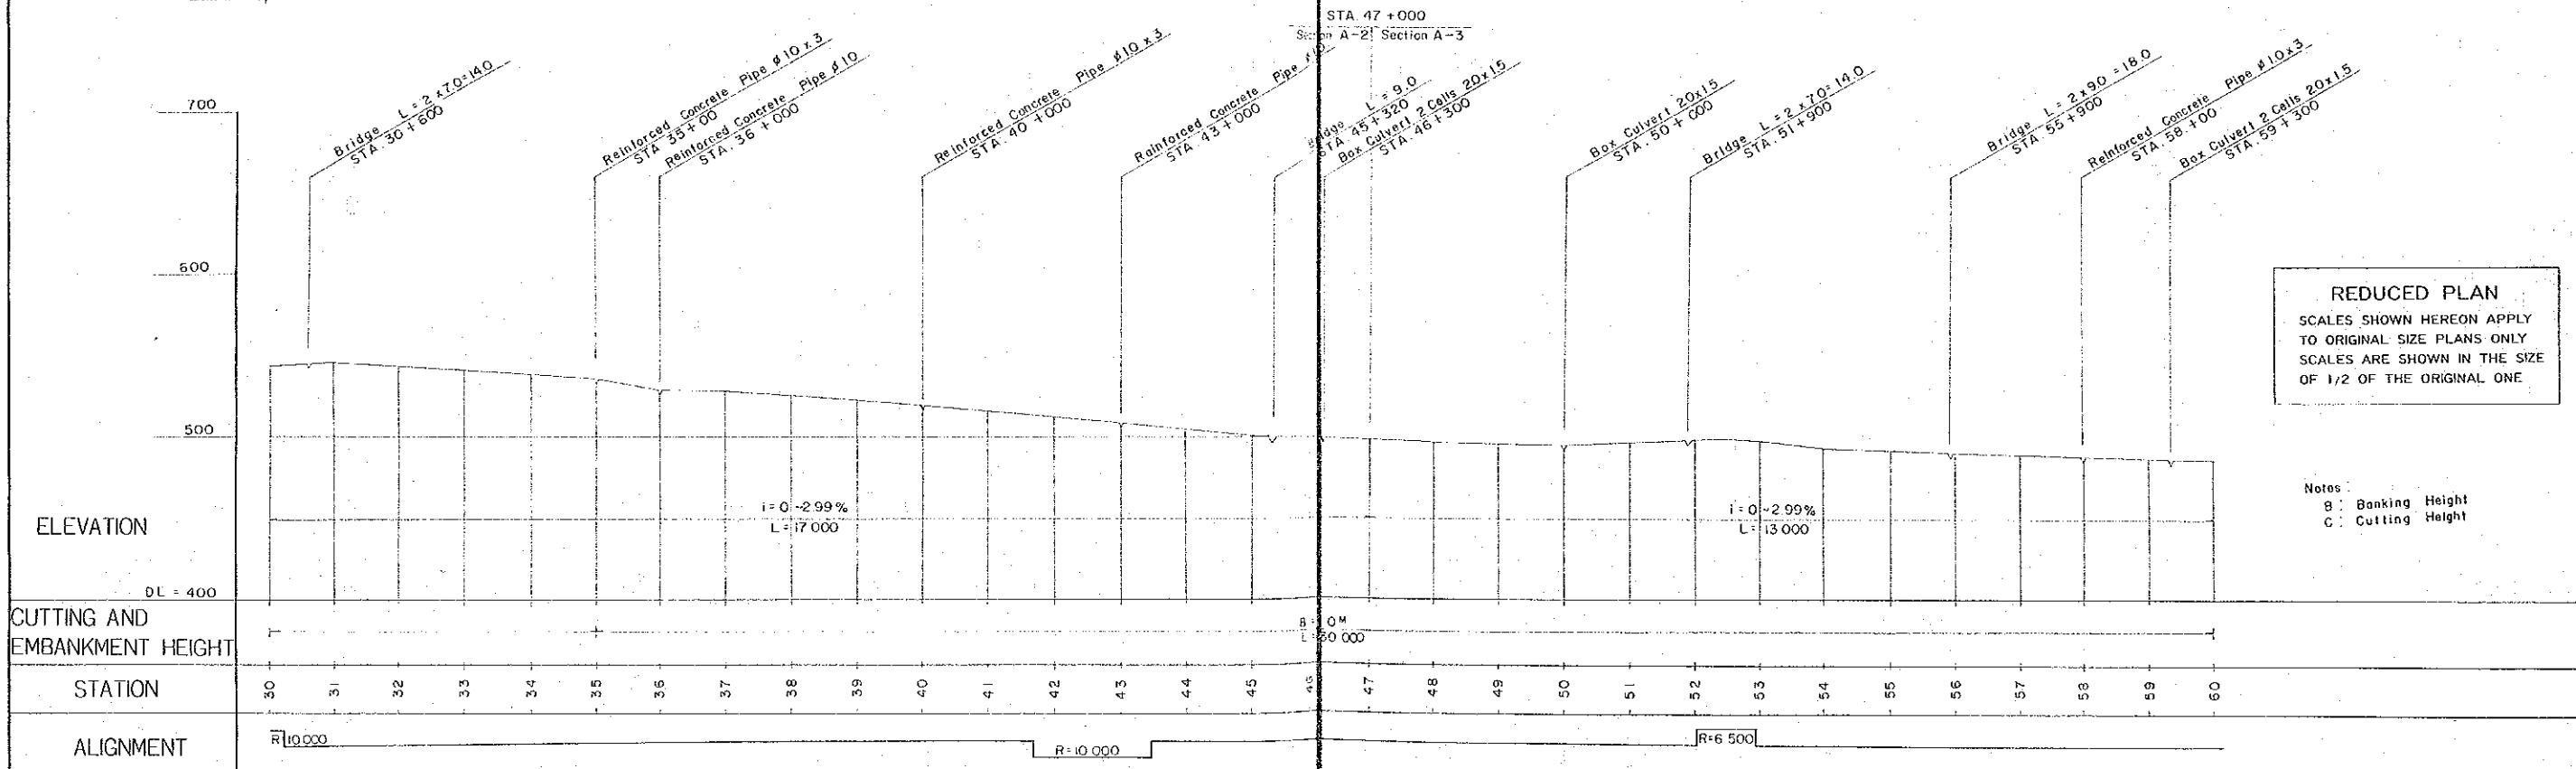 STA. 47 +000
Section A-2 Section A-3
Bridge L = 2 x 7.0 = 14.0
STA. 30 + 600
Reinforced Concrete Pipe ø 1.0 x 3
STA 35 + 00
Reinforced Concrete Pipe ø 1.0
STA. 36 + 000
Reinforced Concrete Pipe ø 1.0 x 3
STA. 40 + 000
Rainforced Concrete Pipe
STA. 43 + 000
Bridge L = 9.0
STA 45 + 320
Box Culvert 2 Cells 2.0 x 1.5
STA. 46 + 300
Box Culvert 2.0 x 1.5
STA. 50 + 000
Bridge L = 2 x 7.0 = 14.0
STA. 51 + 900
Bridge L = 2 x 9.0 = 18.0
STA. 55 + 900
Reinforced Concrete Pipe ø 1.0 x 3
STA. 58 + 00
Box Culvert 2 Cells 2.0 x 1.5
STA. 59 + 300
700
600
500
DL = 400
ELEVATION
i = 0 ~ 2.99%
L = 17 000
i = 0 ~ 2.99%
L = 13 000
REDUCED PLAN
SCALES SHOWN HEREON APPLY
TO ORIGINAL SIZE PLANS ONLY
SCALES ARE SHOWN IN THE SIZE
OF 1/2 OF THE ORIGINAL ONE
Notes :
B : Banking Height
C : Cutting Height
CUTTING AND
EMBANKMENT HEIGHT
L = 30 000
STATION
30 31 32 33 34 35 36 37 38 39 40 41 42 43 44 45 46 47 48 49 50 51 52 53 54 55 56 57 58 59 60
ALIGNMENT
R 10 000
R = 10 000
R = 6 500